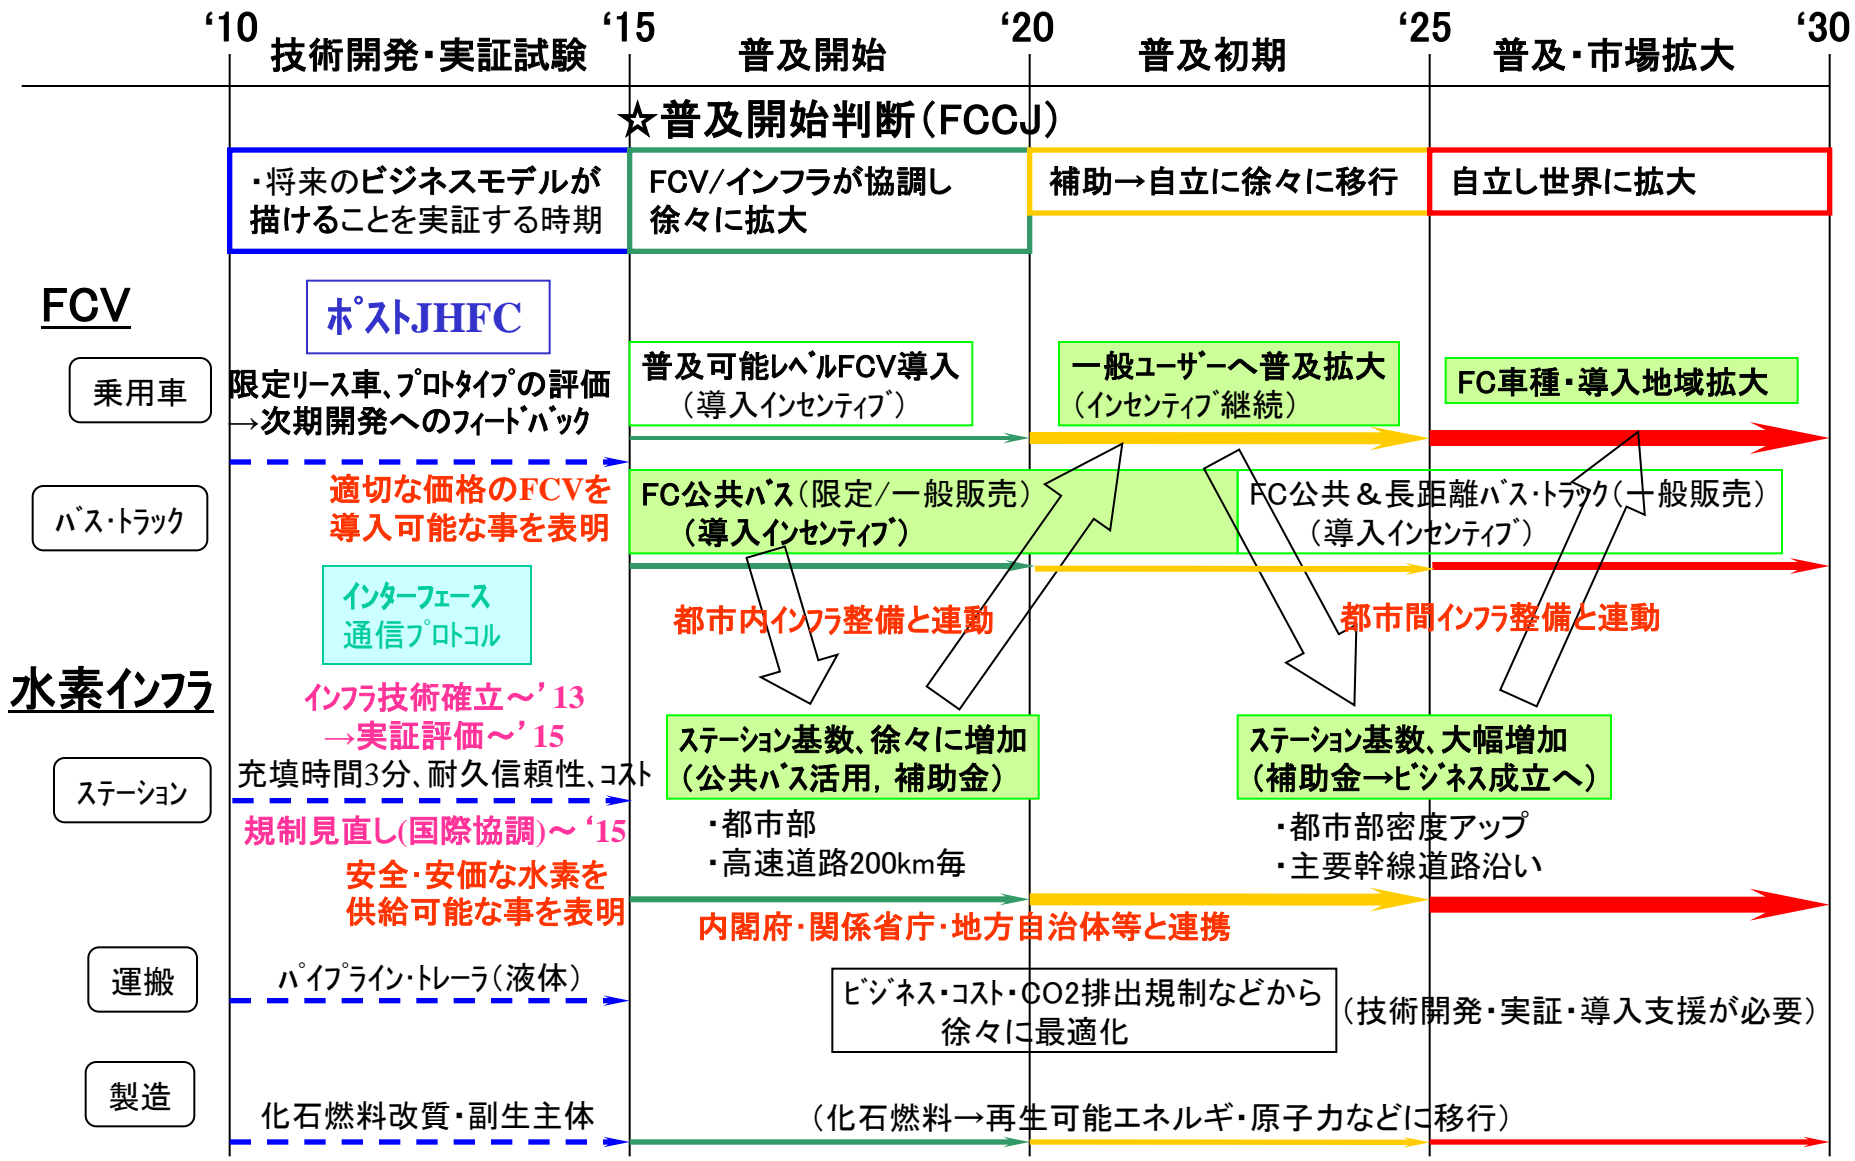 ‘10
‘15
‘20
‘25
‘30
技術開発・実証試験
普及開始
普及初期
普及・市場拡大
☆普及開始判断（FCCJ）
・将来のビジネスモデルが
描けることを実証する時期
FCV/インフラが協調し
徐々に拡大
補助→自立に徐々に移行
自立し世界に拡大
FCV
ﾎﾟｽﾄJHFC
乗用車
限定ﾘｰｽ車、ﾌﾟﾛﾄﾀｲﾌﾟの評価
→次期開発へのﾌｨｰﾄﾞﾊﾞｯｸ
普及可能ﾚﾍﾞﾙFCV導入
（導入ｲﾝｾﾝﾃｨﾌﾞ）
一般ﾕｰｻﾞｰへ普及拡大
（ｲﾝｾﾝﾃｨﾌﾞ継続）
FC車種・導入地域拡大
適切な価格のFCVを
導入可能な事を表明
ﾊﾞｽ・ﾄﾗｯｸ
FC公共ﾊﾞｽ（限定/一般販売）
（導入ｲﾝｾﾝﾃｨﾌﾞ）
FC公共＆長距離ﾊﾞｽ・ﾄﾗｯｸ（一般販売）
（導入ｲﾝｾﾝﾃｨﾌﾞ）
ｲﾝﾀｰﾌｪｰｽ
通信ﾌﾟﾛﾄｺﾙ
都市内ｲﾝﾌﾗ整備と連動
都市間ｲﾝﾌﾗ整備と連動
水素インフラ
ｲﾝﾌﾗ技術確立～’13
→実証評価～’15
ｽﾃｰｼｮﾝ
充填時間3分、耐久信頼性、ｺｽﾄ
規制見直し(国際協調)～‘15
安全・安価な水素を
供給可能な事を表明
ｽﾃｰｼｮﾝ基数、徐々に増加
（公共ﾊﾞｽ活用，補助金）
・都市部
・高速道路200km毎
ｽﾃｰｼｮﾝ基数、大幅増加
（補助金→ﾋﾞｼﾞﾈｽ成立へ）
・都市部密度アップ
・主要幹線道路沿い
内閣府・関係省庁・地方自治体等と連携
運搬
ﾊﾟｲﾌﾟﾗｲﾝ・ﾄﾚｰﾗ（液体）
ﾋﾞｼﾞﾈｽ・ｺｽﾄ・CO2排出規制などから
徐々に最適化
（技術開発・実証・導入支援が必要）
製造
化石燃料改質・副生主体
（化石燃料→再生可能エネルギ・原子力などに移行）